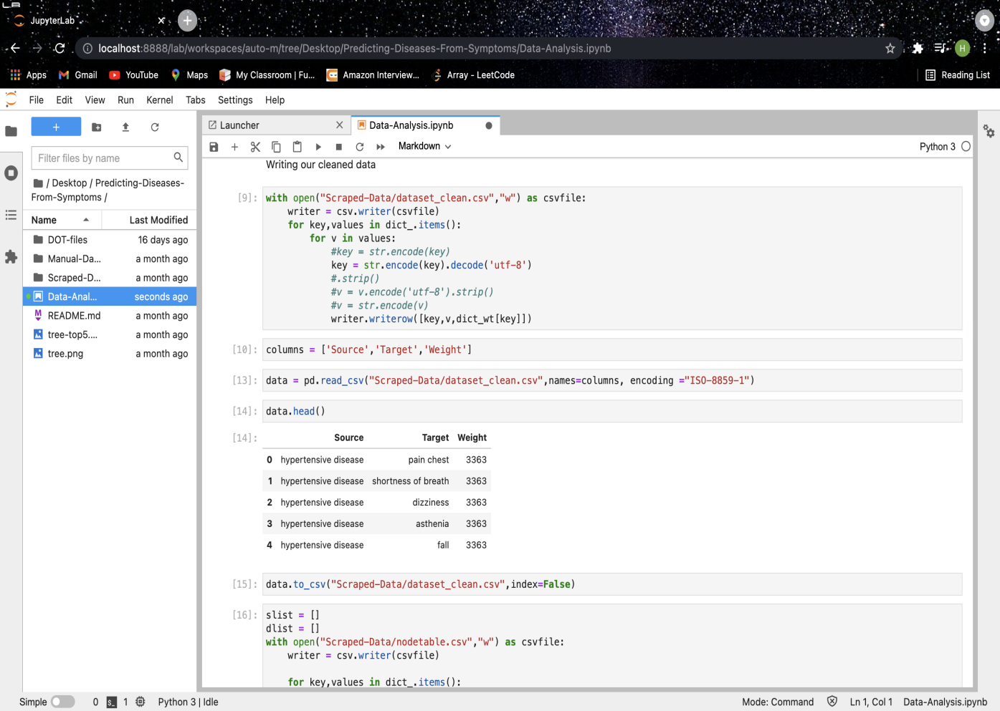 JupyterLab
localhost:8888/lab/workspaces/auto-m/tree/Desktop/Predicting-Diseases-From-Symptoms/Data-Analysis.ipynb
H
Apps Gmail YouTube Maps My Classroom | Fu... Amazon Interview... Array - LeetCode Reading List
File Edit View Run Kernel Tabs Settings Help
Launcher Data-Analysis.ipynb
Markdown Python 3
Filter files by name
/ Desktop / Predicting-Diseases-
From-Symptoms /
Name Last Modified
DOT-files 16 days ago
Manual-Da... a month ago
Scraped-D... a month ago
Data-Anal... seconds ago
README.md a month ago
tree-top5.... a month ago
tree.png a month ago
Writing our cleaned data
[9]: with open("Scraped-Data/dataset_clean.csv","w") as csvfile:
writer = csv.writer(csvfile)
for key,values in dict_.items():
for v in values:
#key = str.encode(key)
key = str.encode(key).decode('utf-8')
#.strip()
#v = v.encode('utf-8').strip()
#v = str.encode(v)
writer.writerow([key,v,dict_wt[key]])
[10]: columns = ['Source','Target','Weight']
[13]: data = pd.read_csv("Scraped-Data/dataset_clean.csv",names=columns, encoding ="ISO-8859-1")
[14]: data.head()
[14]: Source Target Weight
0 hypertensive disease pain chest 3363
1 hypertensive disease shortness of breath 3363
2 hypertensive disease dizziness 3363
3 hypertensive disease asthenia 3363
4 hypertensive disease fall 3363
[15]: data.to_csv("Scraped-Data/dataset_clean.csv",index=False)
[16]: slist = []
dlist = []
with open("Scraped-Data/nodetable.csv","w") as csvfile:
writer = csv.writer(csvfile)
for key,values in dict_.items():
Simple 0 1 Python 3 | Idle Mode: Command Ln 1, Col 1 Data-Analysis.ipynb